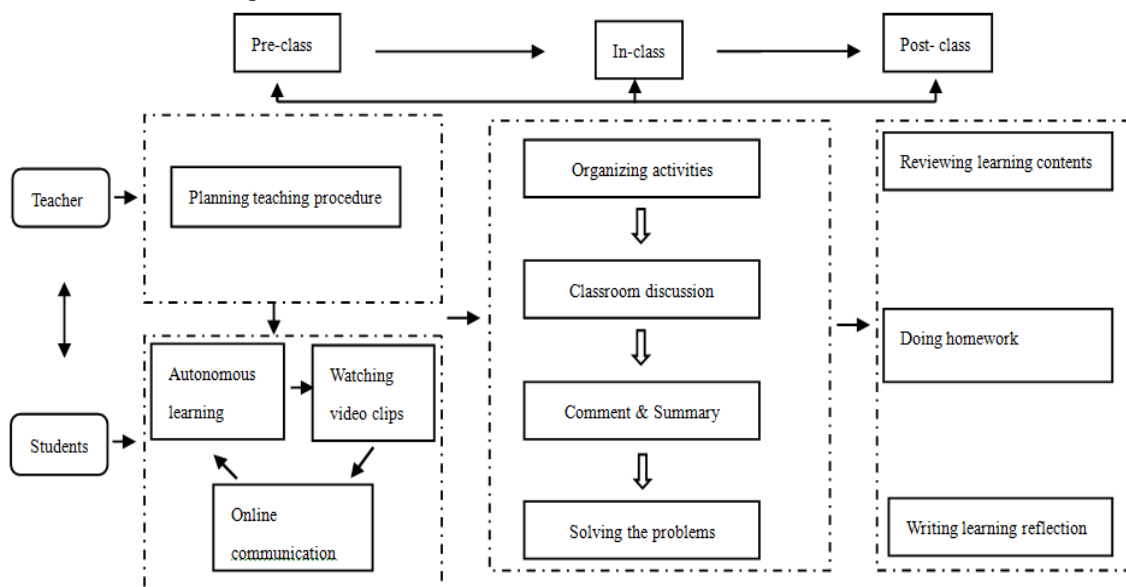 Pre-class
In-class
Post- class
Teacher
Planning teaching procedure
Students
Autonomous
learning
Watching
video clips
Online
communication
Organizing activities
Classroom discussion
Comment & Summary
Solving the problems
Reviewing learning contents
Doing homework
Writing learning reflection